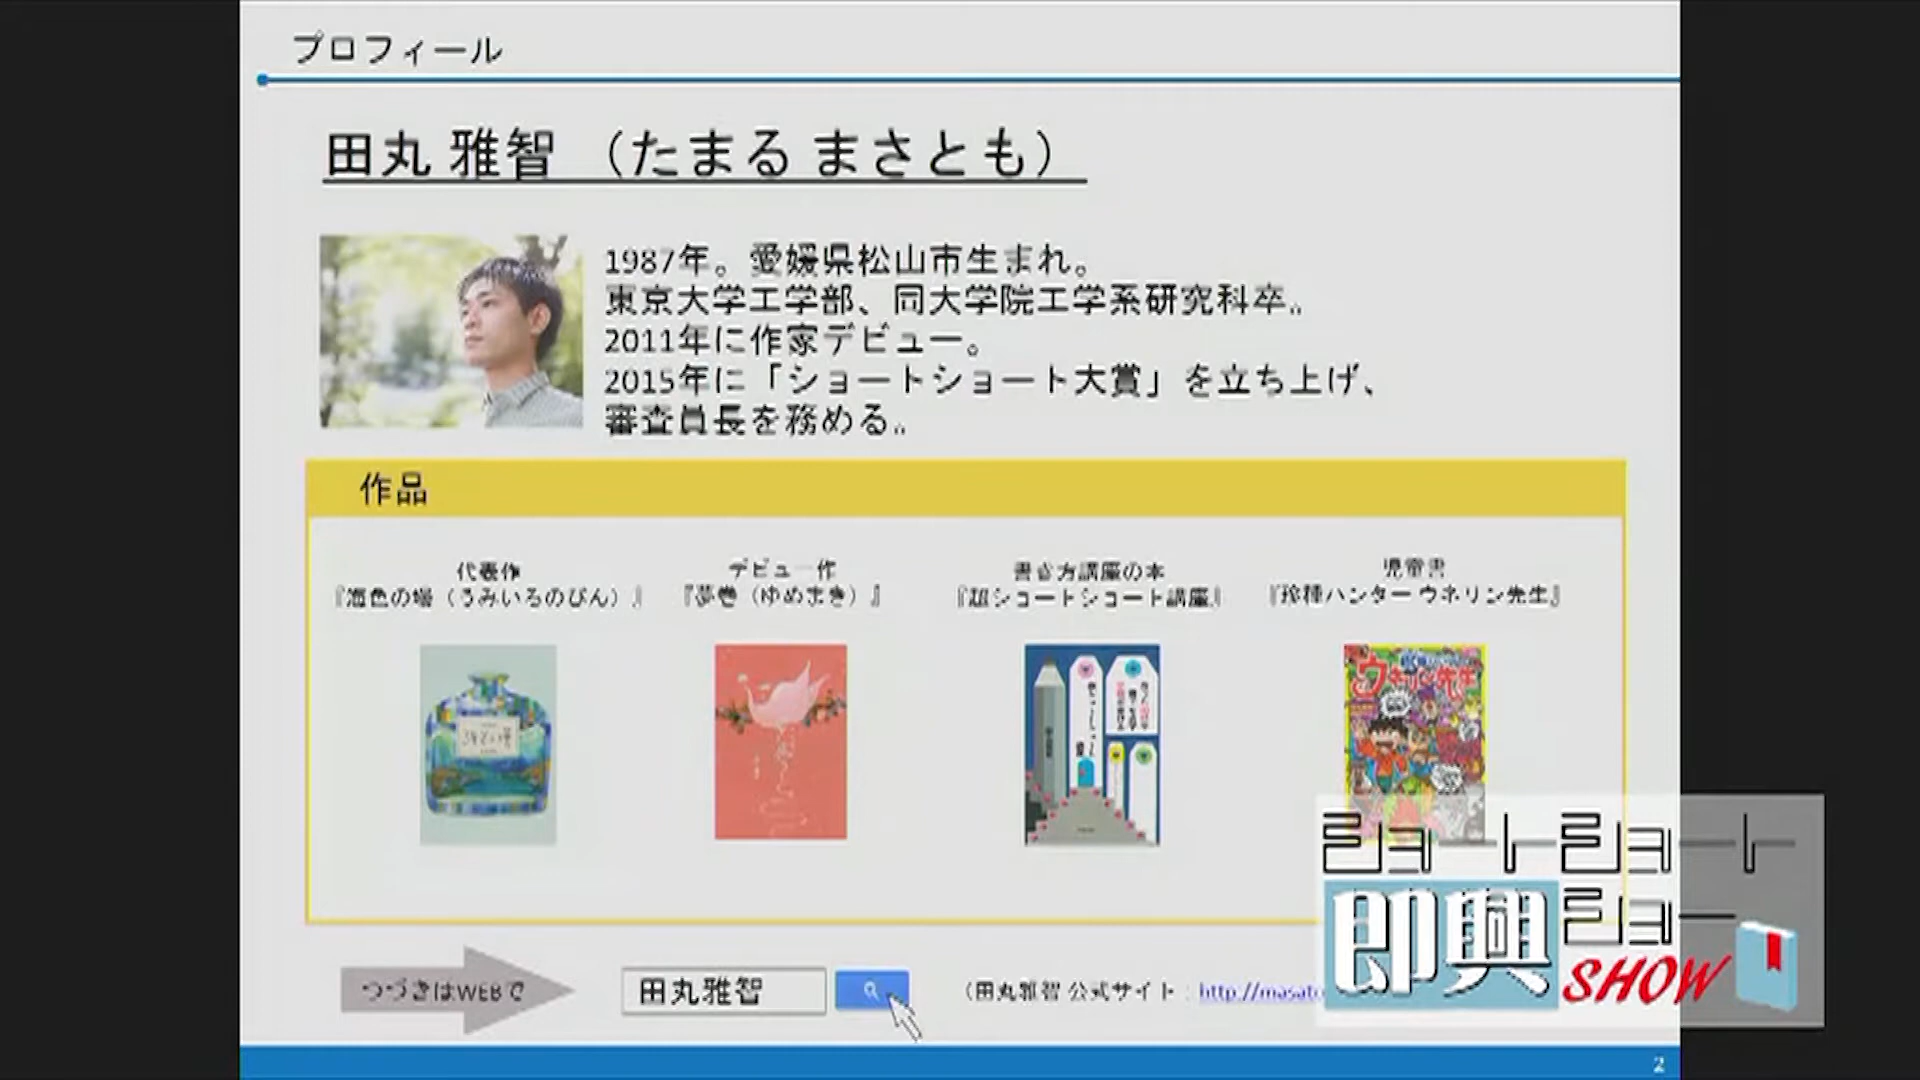 プロフィール
田丸 雅智 （たまる まさとも）
1987年。愛媛県松山市生まれ。
東京大学工学部、同大学院工学系研究科卒。
2011年に作家デビュー。
2015年に「ショートショート大賞」を立ち上げ、
審査員長を務める。
作品
代表作
『海色の壜（うみいろのびん）』
デビュー作
『夢巻（ゆめまき）』
書き方講座の本
『超ショートショート講座』
児童書
『珍種ハンター ウネリン先生』
ウネリン先生
つづきはWEBで
田丸雅智
（田丸雅智 公式サイト：http://masato
ショートショート
即興ショー
SHOW
2